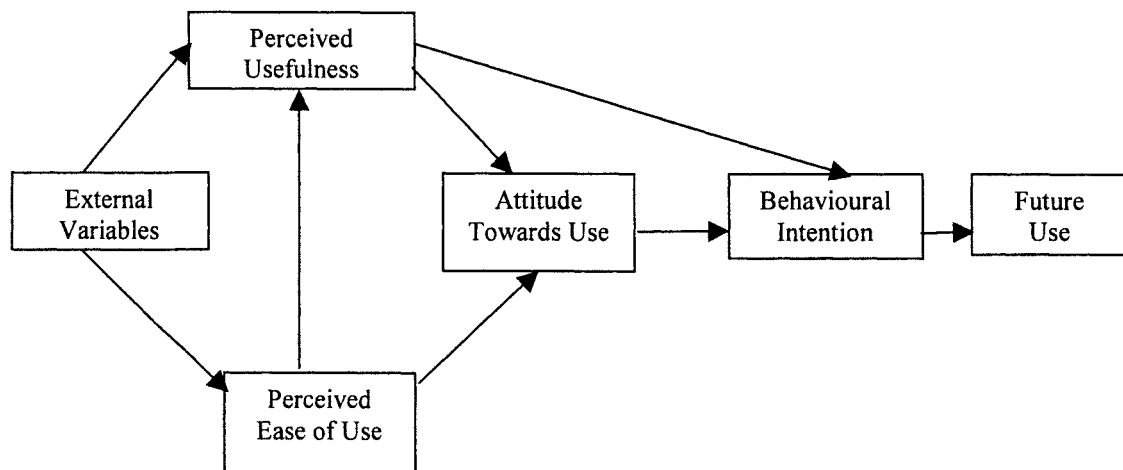 Perceived
Usefulness
External
Variables
Attitude
Towards Use
Behavioural
Intention
Future
Use
Perceived
Ease of Use